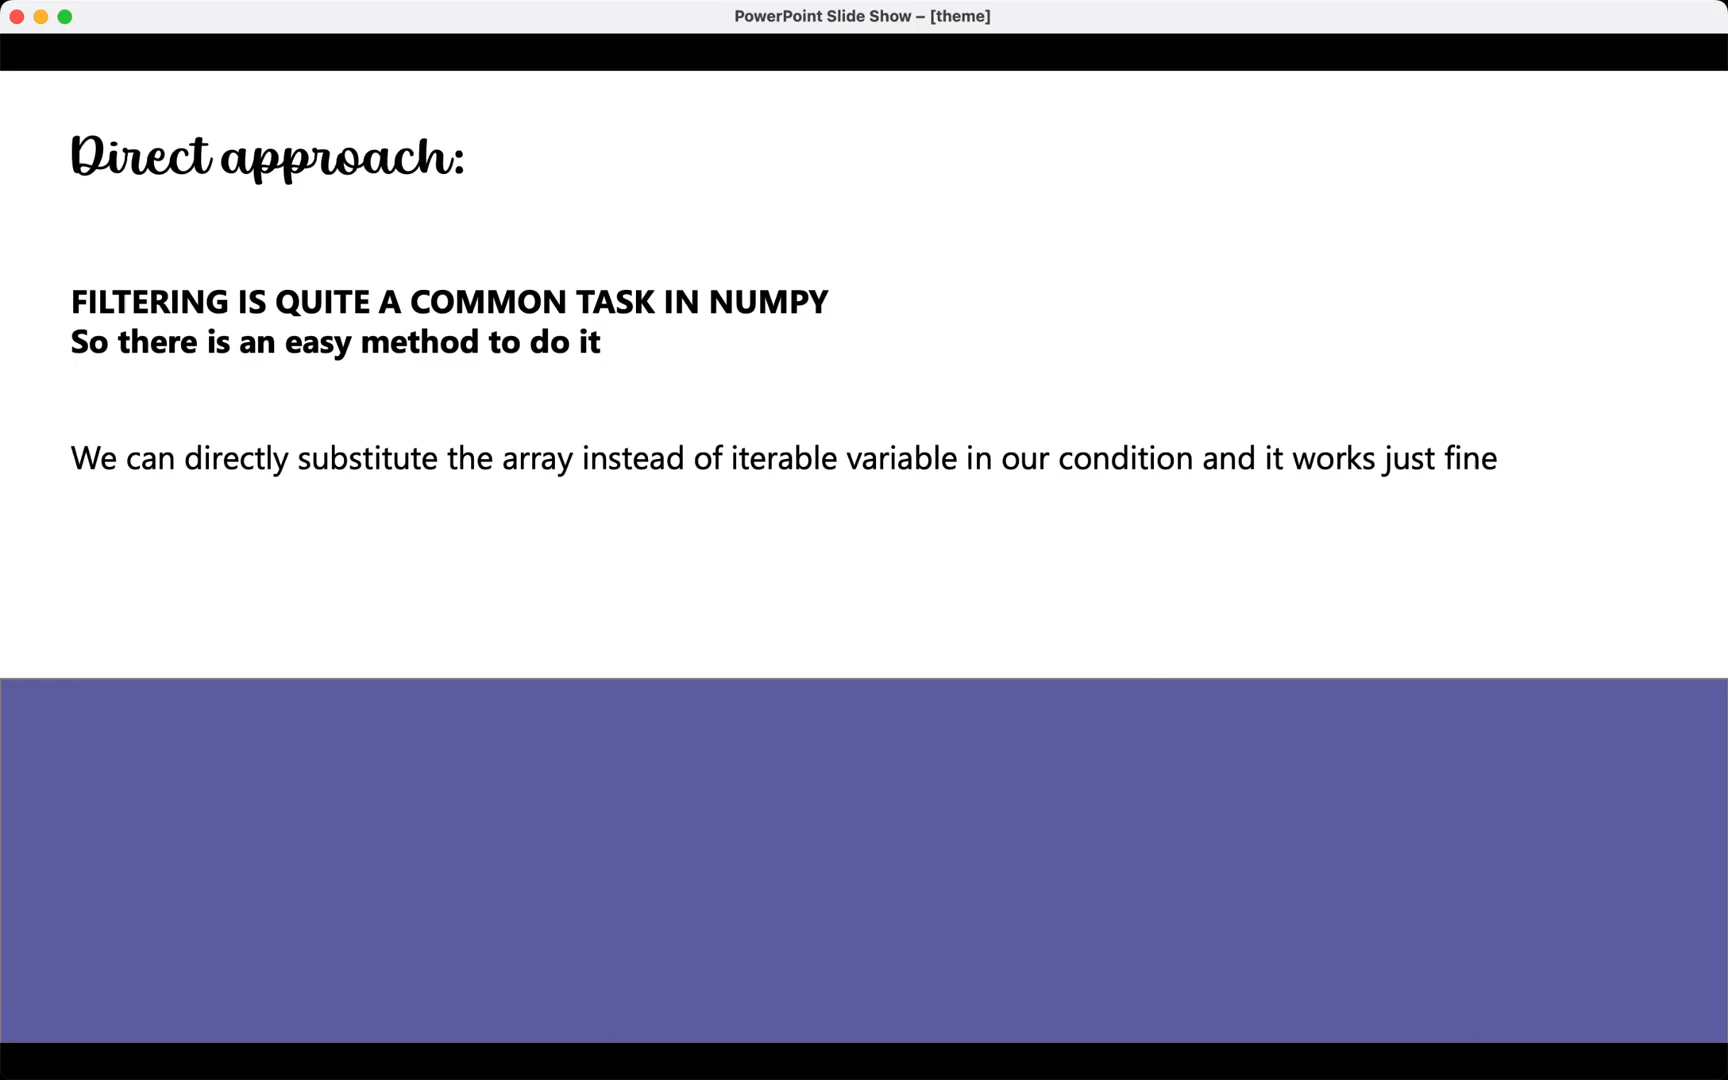 PowerPoint Slide Show – [theme]
Direct approach:
FILTERING IS QUITE A COMMON TASK IN NUMPY
So there is an easy method to do it
We can directly substitute the array instead of iterable variable in our condition and it works just fine